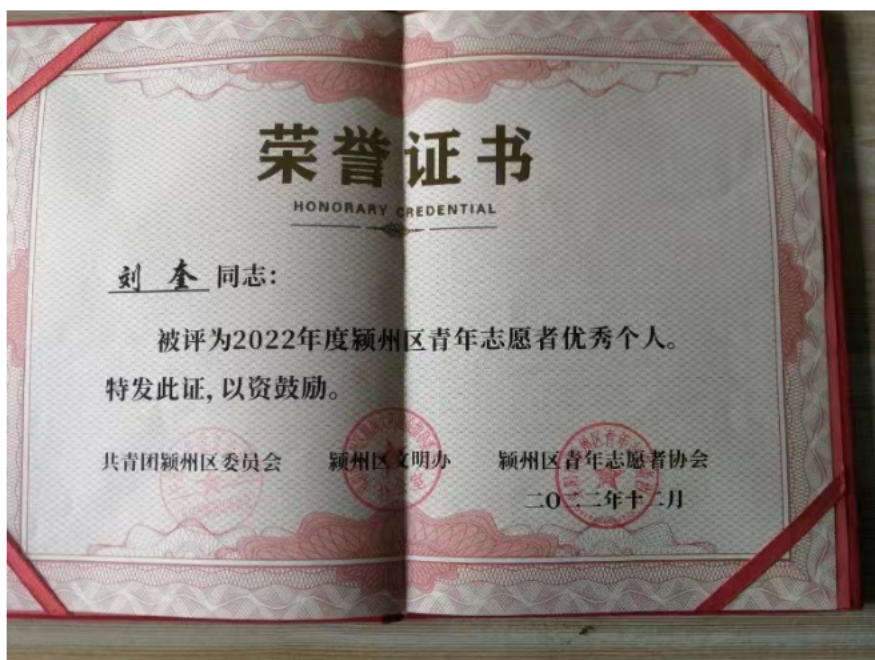 荣誉证书
HONORARY CREDENTIAL
刘 奎 同志：
被评为2022年度颍州区青年志愿者优秀个人。
特发此证，以资鼓励。
共青团颍州区委员会 颍州区文明办 颍州区青年志愿者协会
二〇二二年十二月